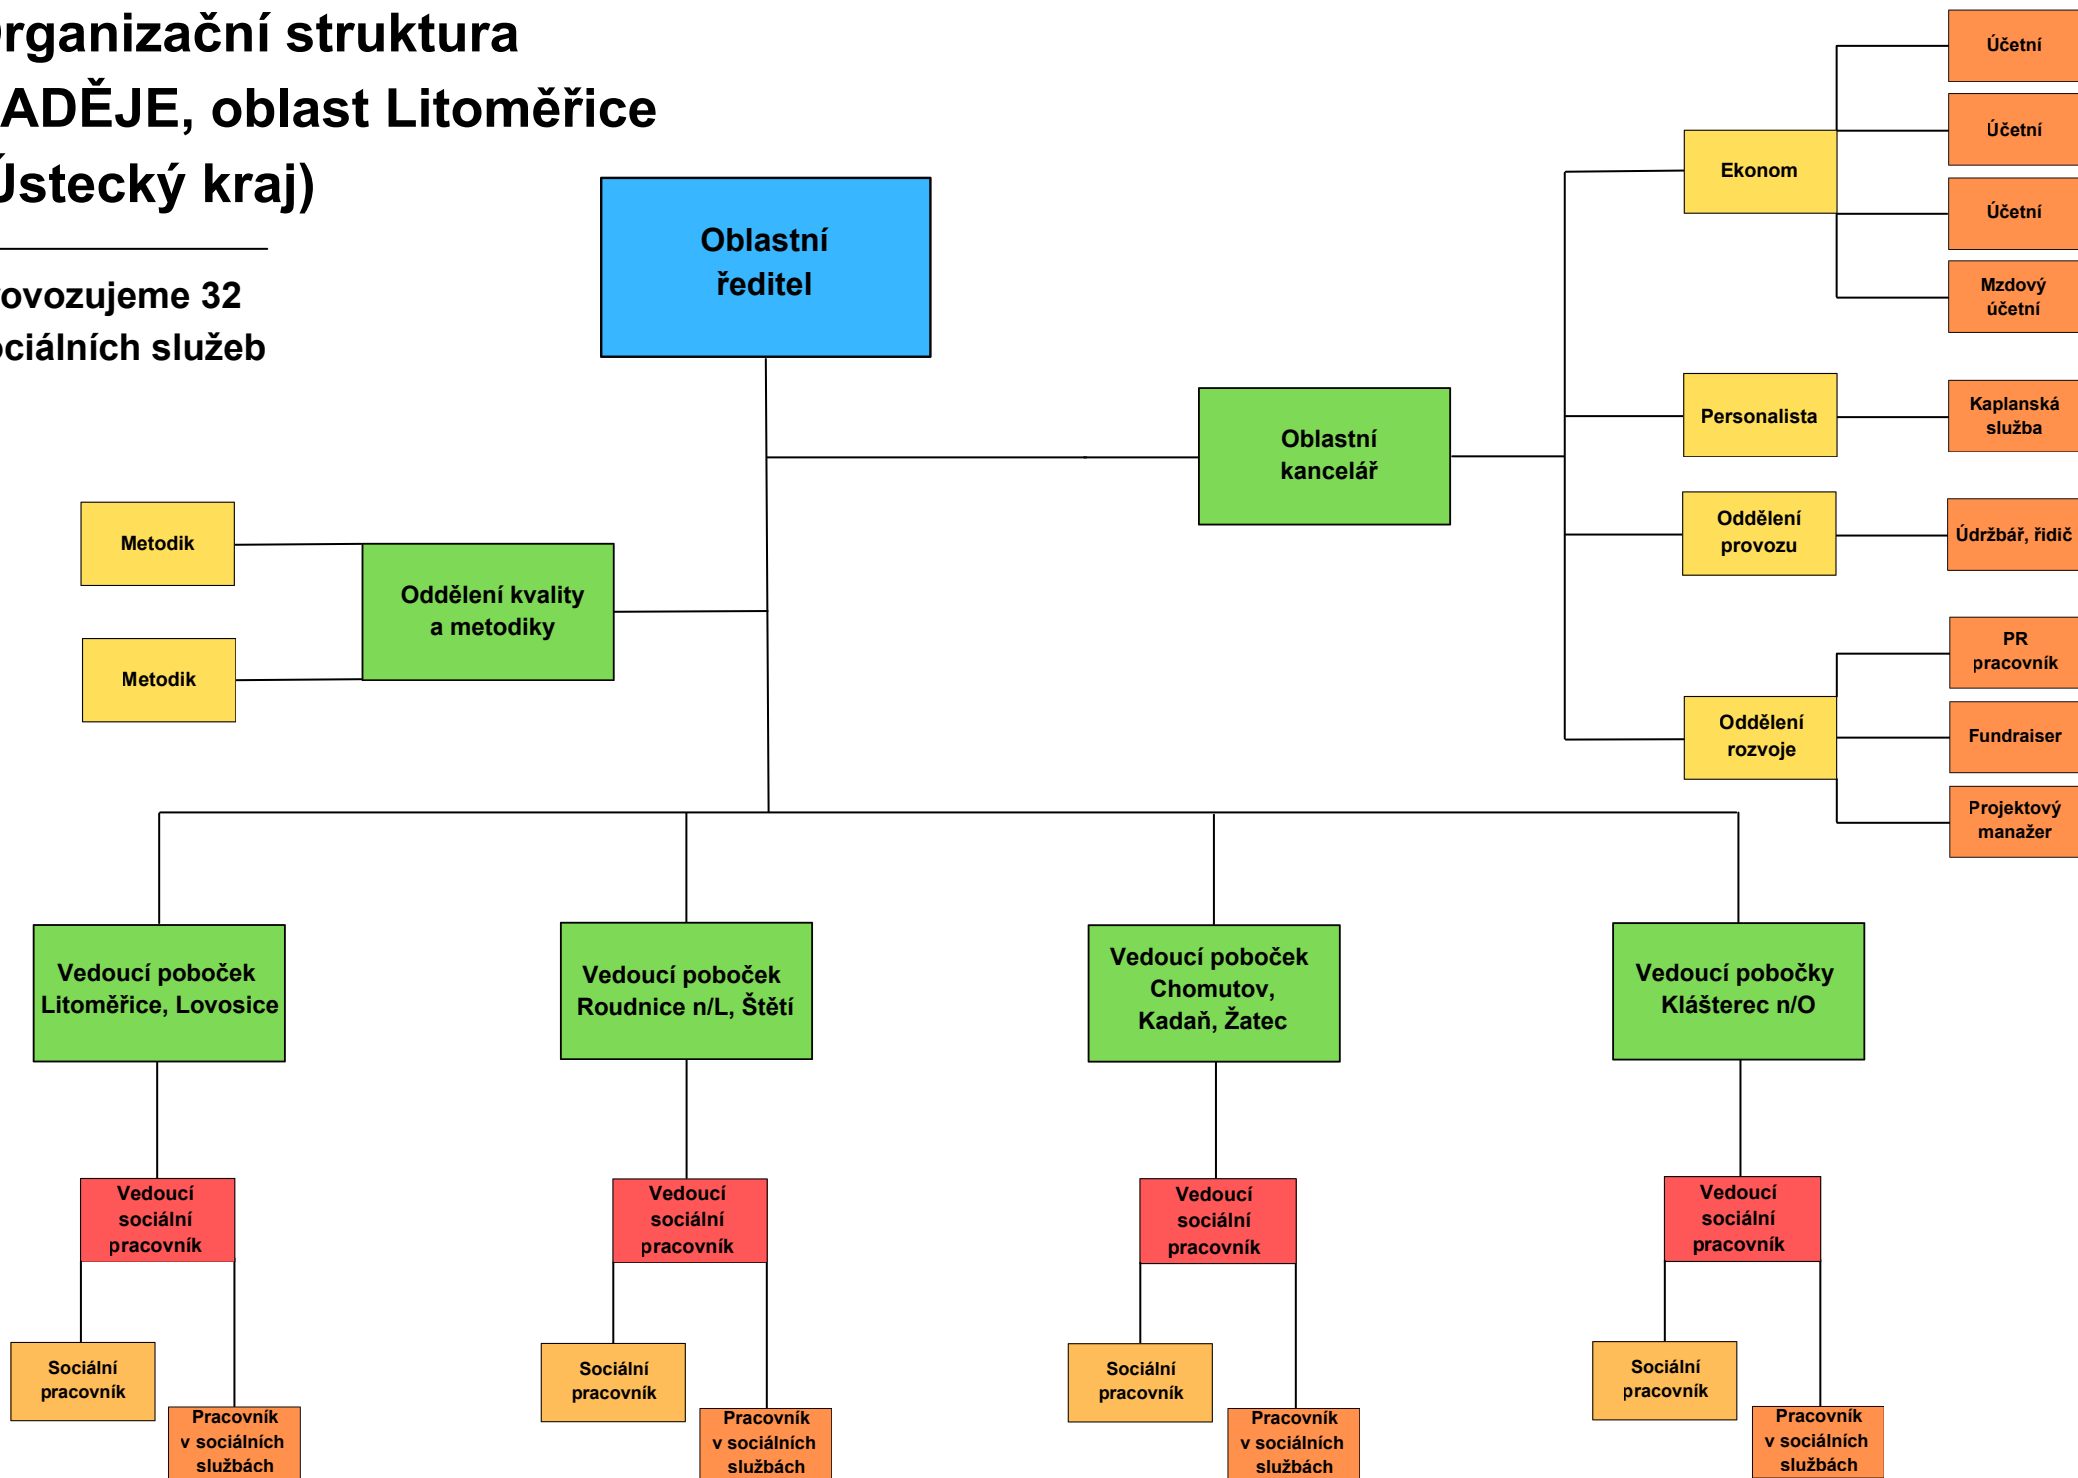 rganizační struktura
ADĚJE, oblast Litoměřice
Ústecký kraj)
ovozujeme 32
ociálních služeb
Oblastní
ředitel
Oblastní
kancelář
Ekonom
Účetní
Účetní
Účetní
Mzdový
účetní
Personalista
Kaplanská
služba
Oddělení
provozu
Údržbář, řidič
Oddělení
rozvoje
PR
pracovník
Fundraiser
Projektový
manažer
Metodik
Metodik
Oddělení kvality
a metodiky
Vedoucí poboček
Litoměřice, Lovosice
Vedoucí poboček
Roudnice n/L, Štětí
Vedoucí poboček
Chomutov,
Kadaň, Žatec
Vedoucí pobočky
Klášterec n/O
Vedoucí
sociální
pracovník
Vedoucí
sociální
pracovník
Vedoucí
sociální
pracovník
Vedoucí
sociální
pracovník
Sociální
pracovník
Pracovník
v sociálních
službách
Sociální
pracovník
Pracovník
v sociálních
službách
Sociální
pracovník
Pracovník
v sociálních
službách
Sociální
pracovník
Pracovník
v sociálních
službách